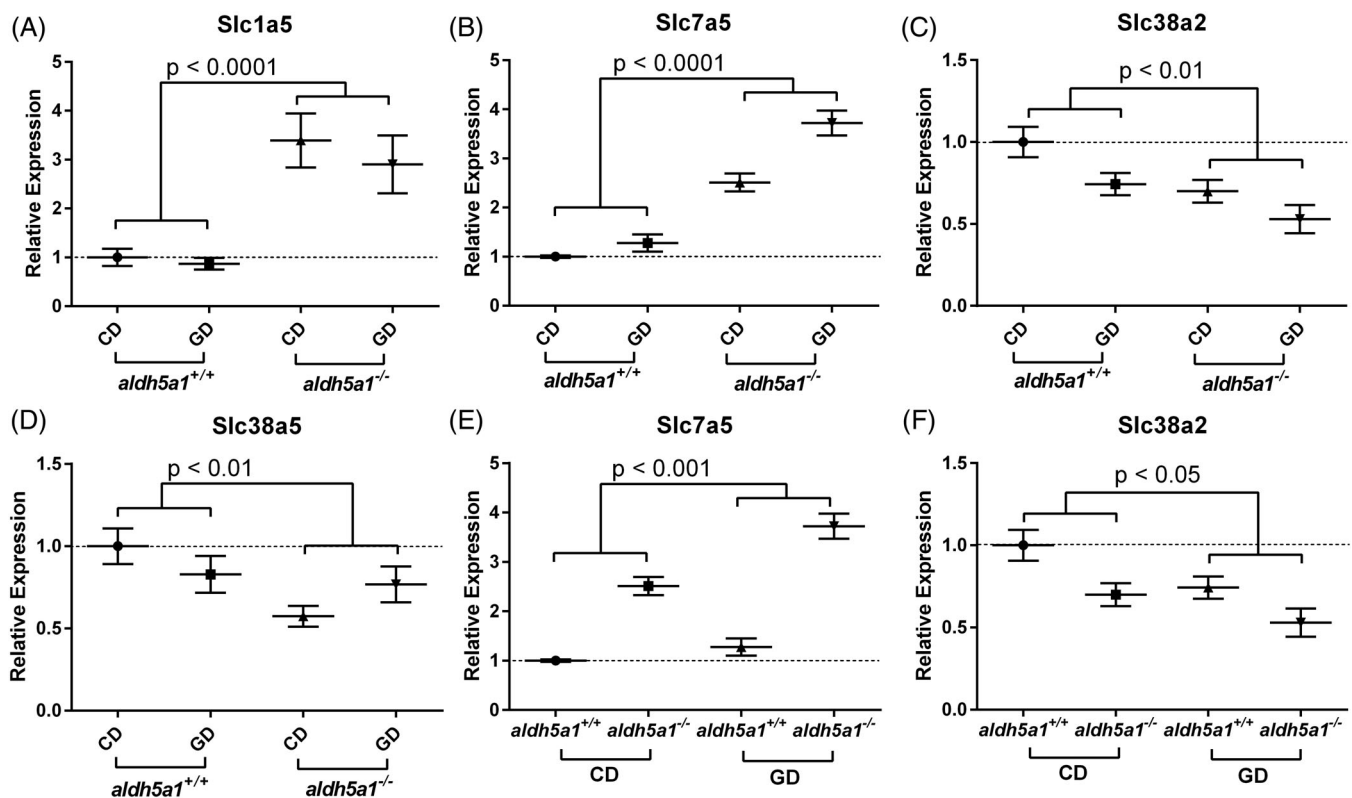 (A)
Slc1a5
p < 0.0001
Relative Expression
5
4
3
2
1
0
CD
GD
CD
GD
aldh5a1+/+
aldh5a1-/-
(B)
Slc7a5
p < 0.0001
Relative Expression
5
4
3
2
1
0
CD
GD
CD
GD
aldh5a1+/+
aldh5a1-/-
(C)
Slc38a2
p < 0.01
Relative Expression
1.5
1.0
0.5
0.0
CD
GD
CD
GD
aldh5a1+/+
aldh5a1-/-
(D)
Slc38a5
p < 0.01
Relative Expression
1.5
1.0
0.5
0.0
CD
GD
CD
GD
aldh5a1+/+
aldh5a1-/-
(E)
Slc7a5
p < 0.001
Relative Expression
5
4
3
2
1
0
aldh5a1+/+ aldh5a1-/- aldh5a1+/+ aldh5a1-/-
CD
GD
(F)
Slc38a2
p < 0.05
Relative Expression
1.5
1.0
0.5
0.0
aldh5a1+/+ aldh5a1-/- aldh5a1+/+ aldh5a1-/-
CD
GD